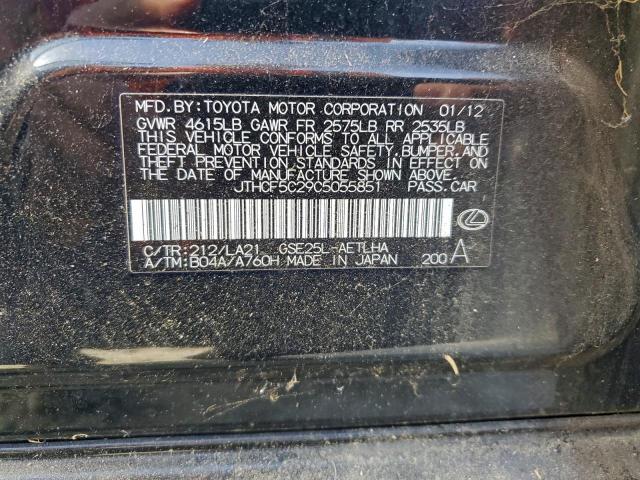 MFD.BY:TOYOTA MOTOR CORPORATION 01/12
GVWR 4615LB GAWR FR 2575LB RR 2535LB
THIS VEHICLE CONFORMS TO ALL APPLICABLE
FEDERAL MOTOR VEHICLE SAFETY, BUMPER, AND
THEFT PREVENTION STANDARDS IN EFFECT ON
THE DATE OF MANUFACTURE SHOWN ABOVE.
JTHCF5C29C5055851 PASS.CAR
C/TR:212/LA21 GSE25L-AETLHA
A/TM:B04A/A760H MADE IN JAPAN 200 A